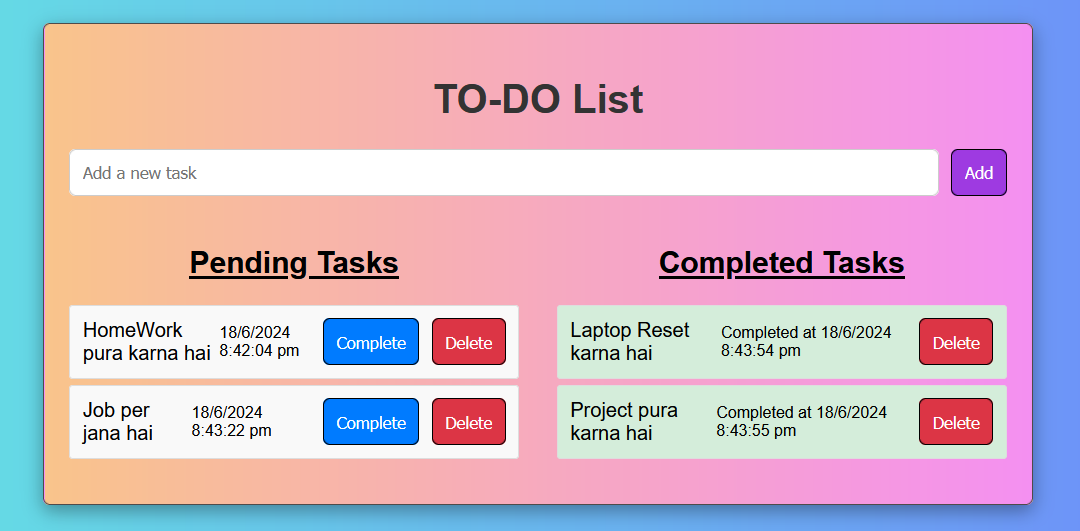 TO-DO List
Add a new task
Add
Pending Tasks
HomeWork
pura karna hai
18/6/2024
8:42:04 pm
Complete
Delete
Job per
jana hai
18/6/2024
8:43:22 pm
Complete
Delete
Completed Tasks
Laptop Reset
karna hai
Completed at 18/6/2024
8:43:54 pm
Delete
Project pura
karna hai
Completed at 18/6/2024
8:43:55 pm
Delete